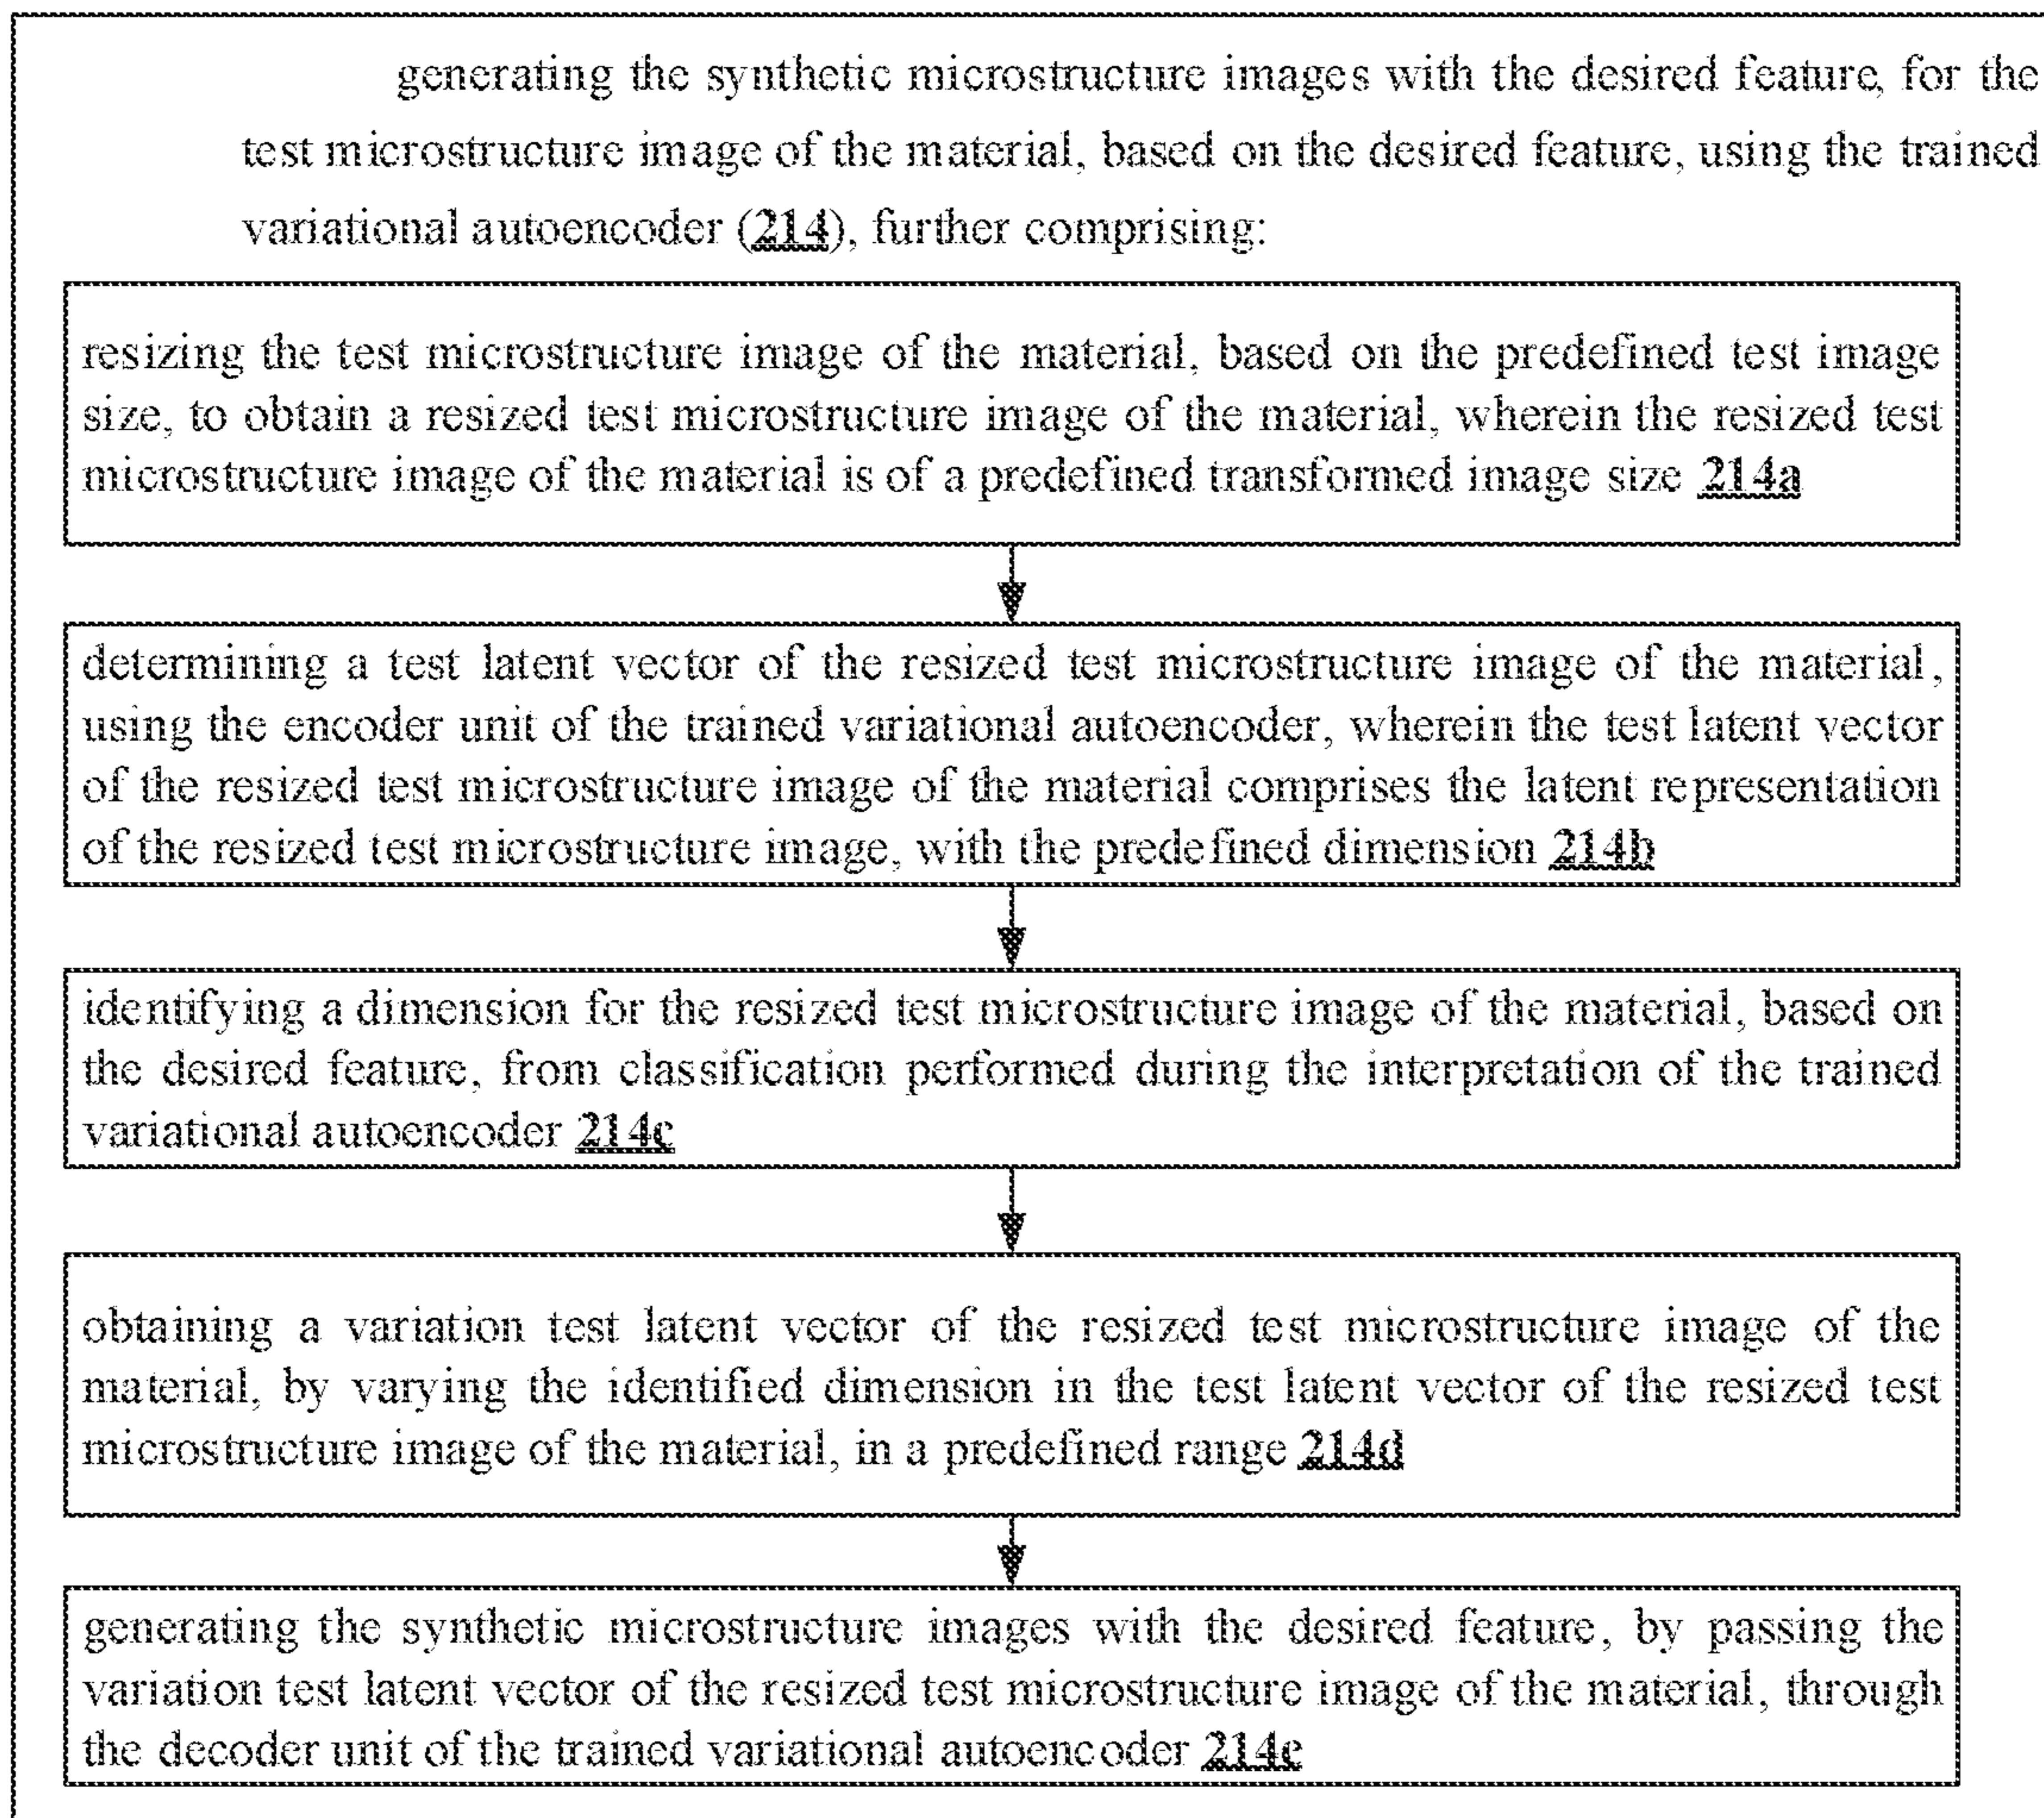 generating the synthetic microstructure images with the desired feature, for the
test microstructure image of the material, based on the desired feature, using the trained
variational autoencoder (214), further comprising:
resizing the test microstructure image of the material, based on the predefined test image
size, to obtain a resized test microstructure image of the material, wherein the resized test
microstructure image of the material is of a predefined transformed image size 214a
determining a test latent vector of the resized test microstructure image of the material,
using the encoder unit of the trained variational autoencoder, wherein the test latent vector
of the resized test microstructure image of the material comprises the latent representation
of the resized test microstructure image, with the predefined dimension 214b
identifying a dimension for the resized test microstructure image of the material, based on
the desired feature, from classification performed during the interpretation of the trained
variational autoencoder 214c
obtaining a variation test latent vector of the resized test microstructure image of the
material, by varying the identified dimension in the test latent vector of the resized test
microstructure image of the material, in a predefined range 214d
generating the synthetic microstructure images with the desired feature, by passing the
variation test latent vector of the resized test microstructure image of the material, through
the decoder unit of the trained variational autoencoder 214e